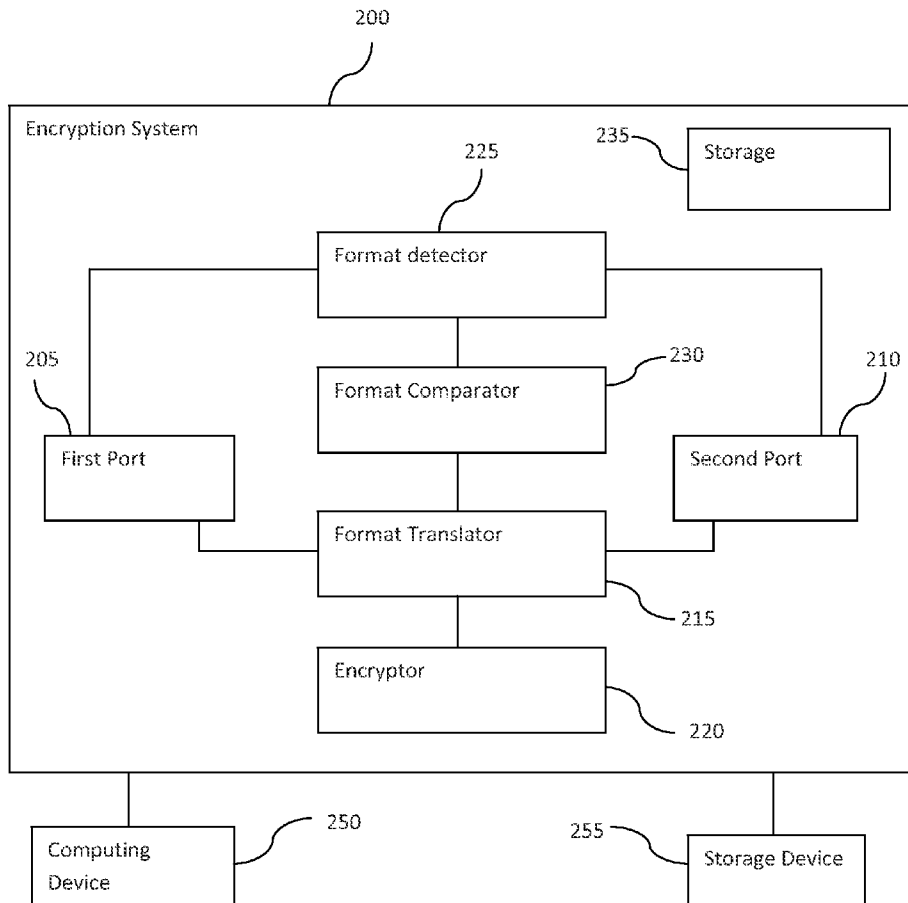 200
Encryption System
235
Storage
225
Format detector
205
230
210
Format Comparator
First Port
Second Port
Format Translator
215
Encryptor
220
250
255
Computing
Device
Storage Device